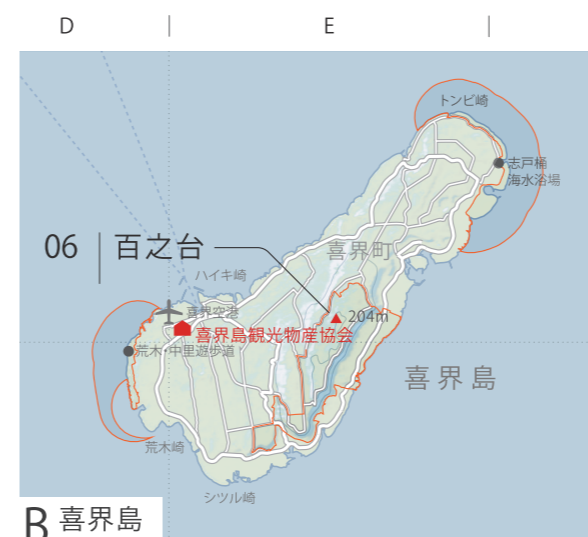 D
E
トンビ崎
志戸桶
海水浴場
06 百之台
喜界町
ハイキ崎
204m
喜界空港
喜界島観光物産協会
荒木・中里遊歩道
喜界島
荒木崎
シツル崎
B 喜界島